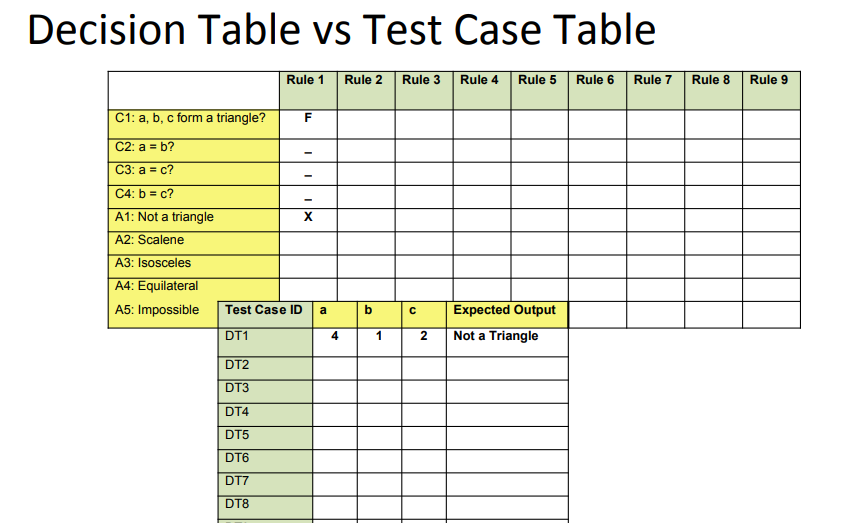 Decision Table vs Test Case Table
Rule 1 Rule 2 Rule 3 Rule 4 Rule 5 Rule 6 Rule 7 Rule 8 Rule 9
C1: a, b, c form a triangle? F
C2: a = b? –
C3: a = c? –
C4: b = c? –
A1: Not a triangle X
A2: Scalene
A3: Isosceles
A4: Equilateral
A5: Impossible
Test Case ID a b c Expected Output
DT1 4 1 2 Not a Triangle
DT2
DT3
DT4
DT5
DT6
DT7
DT8